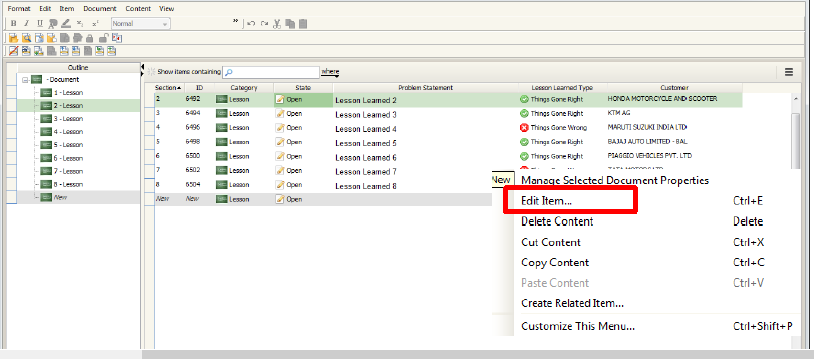 Format Edit Item Document Content View
B I U Normal »
Outline
Show items containing where
- Document
1 - Lesson
2 - Lesson
3 - Lesson
4 - Lesson
5 - Lesson
6 - Lesson
7 - Lesson
8 - Lesson
New
Section ID Category State Problem Statement Lesson Learned Type Customer
2 6492 Lesson Open Lesson Learned 2 Things Gone Right HONDA MOTORCYCLE AND SCOOTER
3 6494 Lesson Open Lesson Learned 3 Things Gone Right KTM AG
4 6496 Lesson Open Lesson Learned 4 Things Gone Wrong MARUTI SUZUKI INDIA LTD
5 6498 Lesson Open Lesson Learned 5 Things Gone Right BAJAJ AUTO LIMITED - BAL
6 6500 Lesson Open Lesson Learned 6 Things Gone Right PIAGGIO VEHICLES PVT. LTD
7 6502 Lesson Open Lesson Learned 7
8 6504 Lesson Open Lesson Learned 8
New New Lesson Open
New
Manage Selected Document Properties
Edit Item... Ctrl+E
Delete Content Delete
Cut Content Ctrl+X
Copy Content Ctrl+C
Paste Content Ctrl+V
Create Related Item...
Customize This Menu... Ctrl+Shift+P